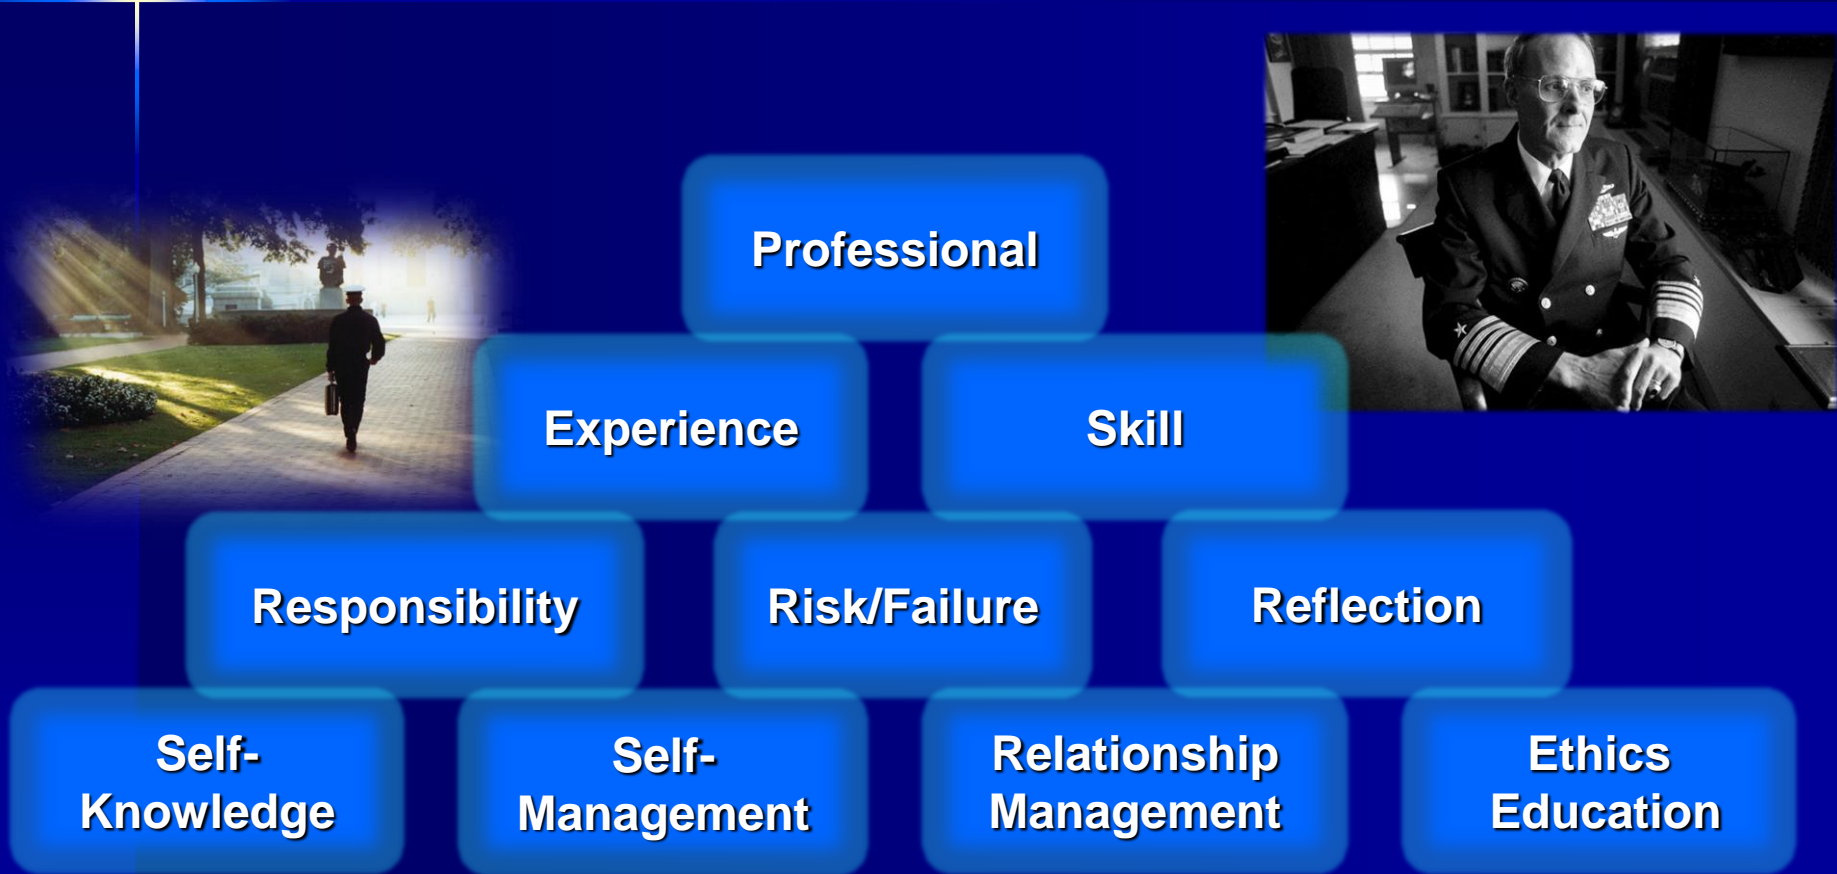 Professional
Experience
Skill
Responsibility
Risk/Failure
Reflection
Self-
Knowledge
Self-
Management
Relationship
Management
Ethics
Education